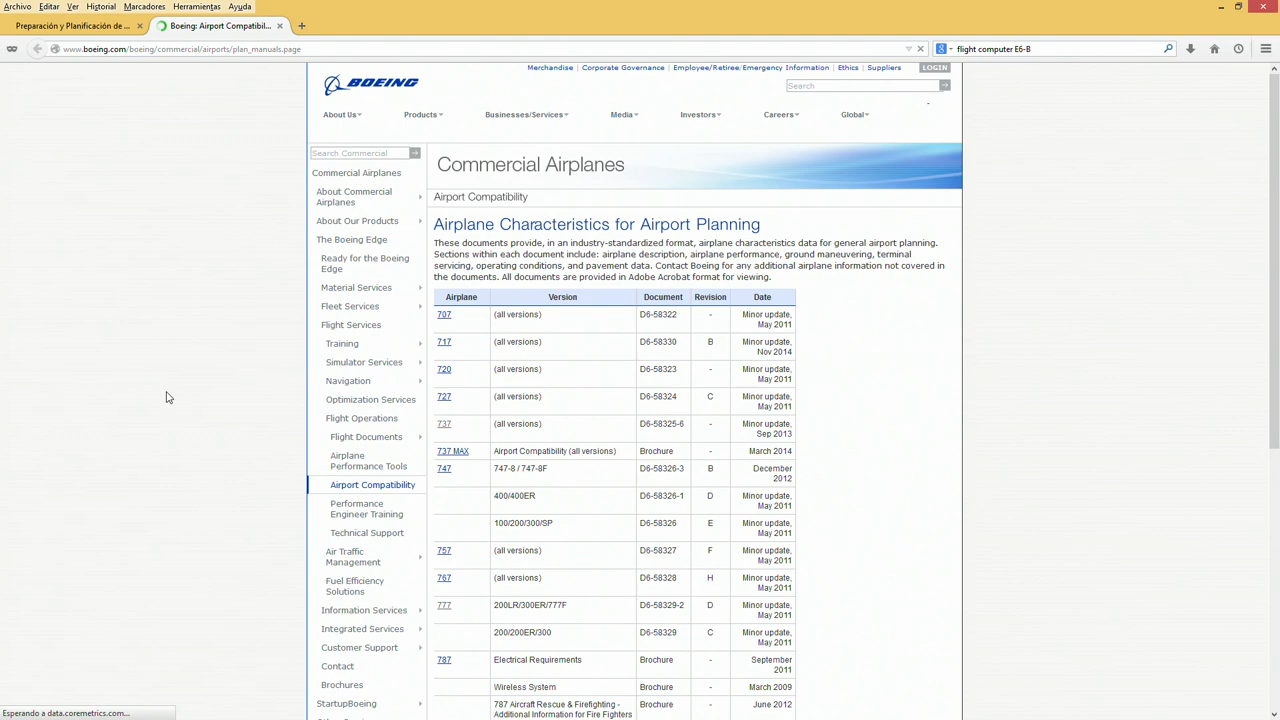 Archivo Editar Ver Historial Marcadores Herramientas Ayuda
Preparación y Planificación de ... × Boeing: Airport Compatibil... × +
www.boeing.com/boeing/commercial/airports/plan_manuals.page
flight computer E6-B
Merchandise | Corporate Governance | Employee/Retiree/Emergency Information | Ethics | Suppliers LOGIN
BOEING
Search
About Us Products Businesses/Services Media Investors Careers Global
Search Commercial
Commercial Airplanes
About Commercial
Airplanes
About Our Products
The Boeing Edge
Ready for the Boeing
Edge
Material Services
Fleet Services
Flight Services
Training
Simulator Services
Navigation
Optimization Services
Flight Operations
Flight Documents
Airplane
Performance Tools
Airport Compatibility
Performance
Engineer Training
Technical Support
Air Traffic
Management
Fuel Efficiency
Solutions
Information Services
Integrated Services
Customer Support
Contact
Brochures
StartupBoeing
Commercial Airplanes
Airport Compatibility
Airplane Characteristics for Airport Planning
These documents provide, in an industry-standardized format, airplane characteristics data for general airport planning.
Sections within each document include: airplane description, airplane performance, ground maneuvering, terminal
servicing, operating conditions, and pavement data. Contact Boeing for any additional airplane information not covered in
the documents. All documents are provided in Adobe Acrobat format for viewing.
Airplane Version Document Revision Date
707 (all versions) D6-58322 - Minor update,
May 2011
717 (all versions) D6-58330 B Minor update,
Nov 2014
720 (all versions) D6-58323 - Minor update,
May 2011
727 (all versions) D6-58324 C Minor update,
May 2011
737 (all versions) D6-58325-6 - Minor update,
Sep 2013
737 MAX Airport Compatibility (all versions) Brochure - March 2014
747 747-8 / 747-8F D6-58326-3 B December
2012
400/400ER D6-58326-1 D Minor update,
May 2011
100/200/300/SP D6-58326 E Minor update,
May 2011
757 (all versions) D6-58327 F Minor update,
May 2011
767 (all versions) D6-58328 H Minor update,
May 2011
777 200LR/300ER/777F D6-58329-2 D Minor update,
May 2011
200/200ER/300 D6-58329 C Minor update,
May 2011
787 Electrical Requirements Brochure - September
2011
Wireless System Brochure - March 2009
787 Aircraft Rescue & Firefighting - Brochure - June 2012
Additional Information for Fire Fighters
Esperando a data.coremetrics.com...